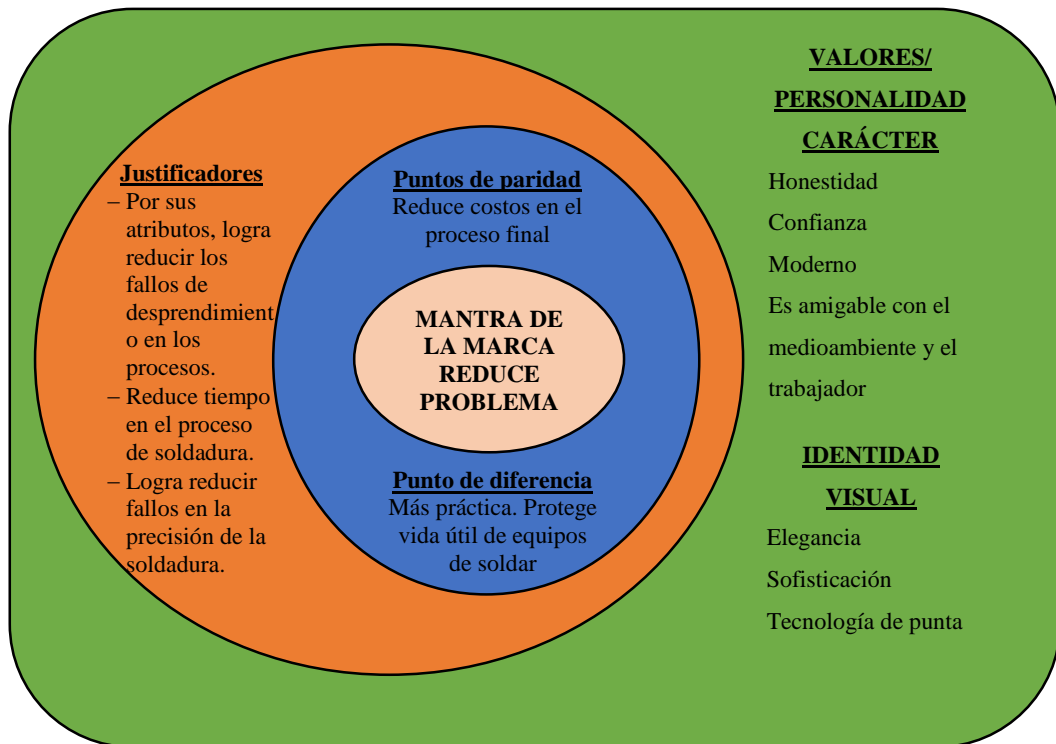 Justificadores
– Por sus
atributos, logra
reducir los
fallos de
desprendimient
o en los
procesos.
– Reduce tiempo
en el proceso
de soldadura.
– Logra reducir
fallos en la
precisión de la
soldadura.
Puntos de paridad
Reduce costos en el
proceso final
MANTRA DE
LA MARCA
REDUCE
PROBLEMA
Punto de diferencia
Más práctica. Protege
vida útil de equipos
de soldar
VALORES/
PERSONALIDAD
CARÁCTER
Honestidad
Confianza
Moderno
Es amigable con el
medioambiente y el
trabajador
IDENTIDAD
VISUAL
Elegancia
Sofisticación
Tecnología de punta